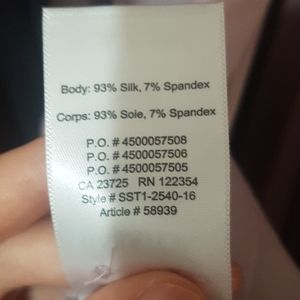 Body: 93% Silk, 7% Spandex
Corps: 93% Soie, 7% Spandex
P.O. # 4500057508
P.O. # 4500057506
P.O. # 4500057505
CA 23725 RN 122354
Style # SST1-2540-16
Article # 58939